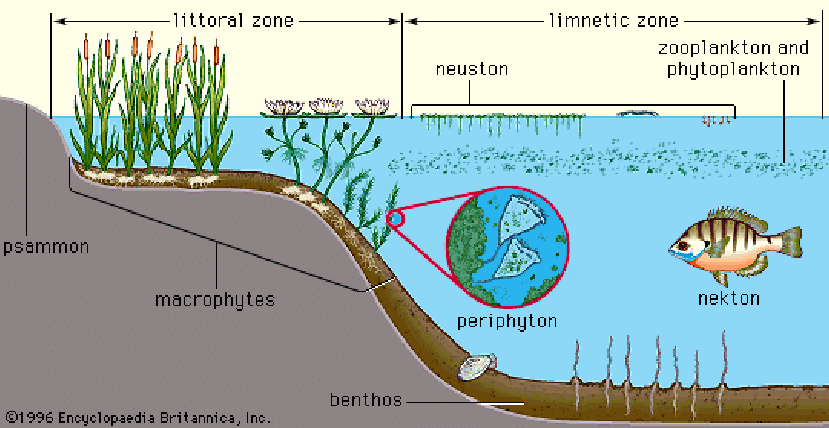 littoral zone
limnetic zone
zooplankton and
phytoplankton
neuston
psammon
macrophytes
periphyton
nekton
benthos
©1996 Encyclopaedia Britannica, Inc.